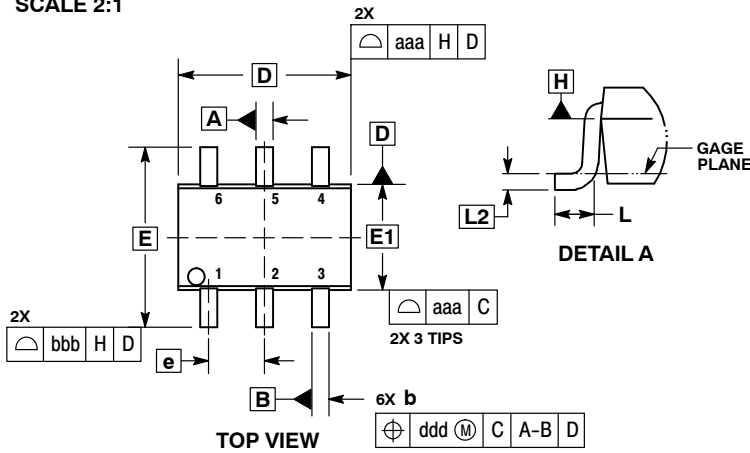 SCALE 2:1
2X
⌓ aaa H D
D
A
D
H
GAGE
PLANE
6 5 4
E
E1
L2
L
DETAIL A
1 2 3
⌓ aaa C
2X 3 TIPS
2X
⌓ bbb H D
e
B
6X b
⌖ ddd Ⓜ C A-B D
TOP VIEW